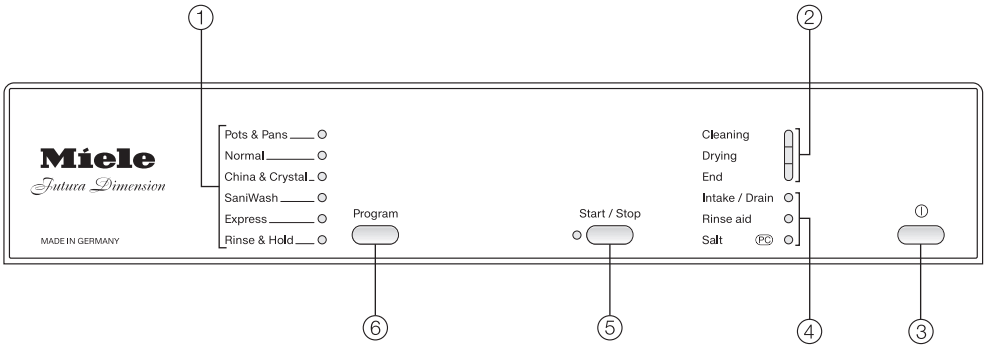 1
2
Miele
Futura Dimension
MADE IN GERMANY
Pots & Pans
Normal
China & Crystal
SaniWash
Express
Rinse & Hold
Program
Start / Stop
Cleaning
Drying
End
Intake / Drain
Rinse aid
Salt PC
6
5
4
3